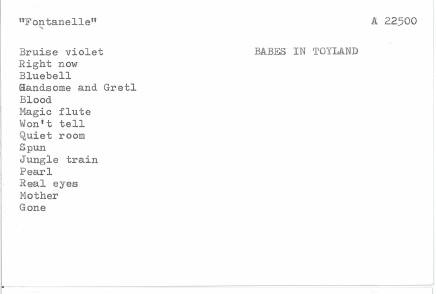 "Fontanelle" A 22500
Bruise violet BABES IN TOYLAND
Right now
Bluebell
Handsome and Gretl
Blood
Magic flute
Won't tell
Quiet room
Spun
Jungle train
Pearl
Real eyes
Mother
Gone